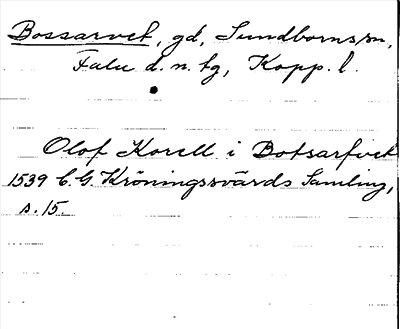 Bossarvet, gd, Sundborns sn,
Falu d. n. tg, Kopp. l.
Olof Korell i Botsarfvet
1539 C. G. Kröningssvärds Samling,
s. 15.